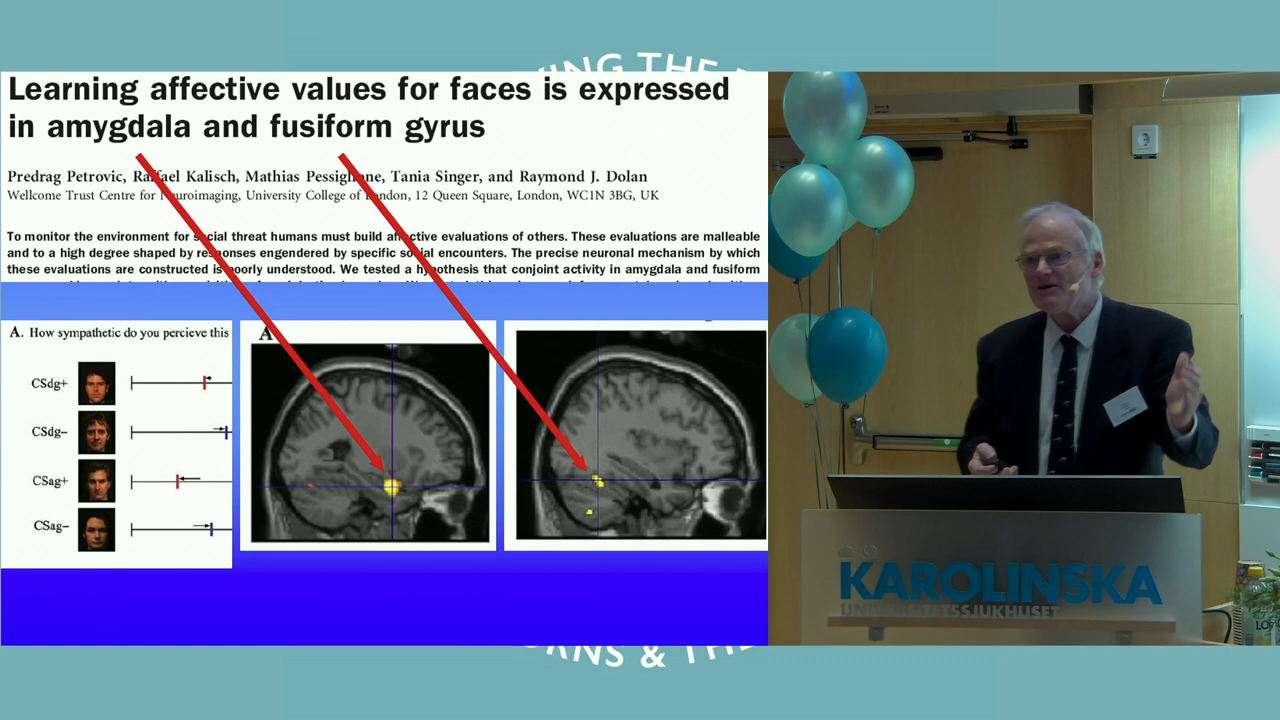 Learning affective values for faces is expressed
in amygdala and fusiform gyrus
Predrag Petrovic, Raffael Kalisch, Mathias Pessiglione, Tania Singer, and Raymond J. Dolan
Wellcome Trust Centre for Neuroimaging, University College of London, 12 Queen Square, London, WC1N 3BG, UK
To monitor the environment for social threat humans must build affective evaluations of others. These evaluations are malleable
and to a high degree shaped by responses engendered by specific social encounters. The precise neuronal mechanism by which
these evaluations are constructed is poorly understood. We tested a hypothesis that conjoint activity in amygdala and fusiform
A. How sympathetic do you percieve this
CSdg+
CSdg–
CSag+
CSag–
A
KAROLINSKA
UNIVERSITETSSJUKHUSET
& THE